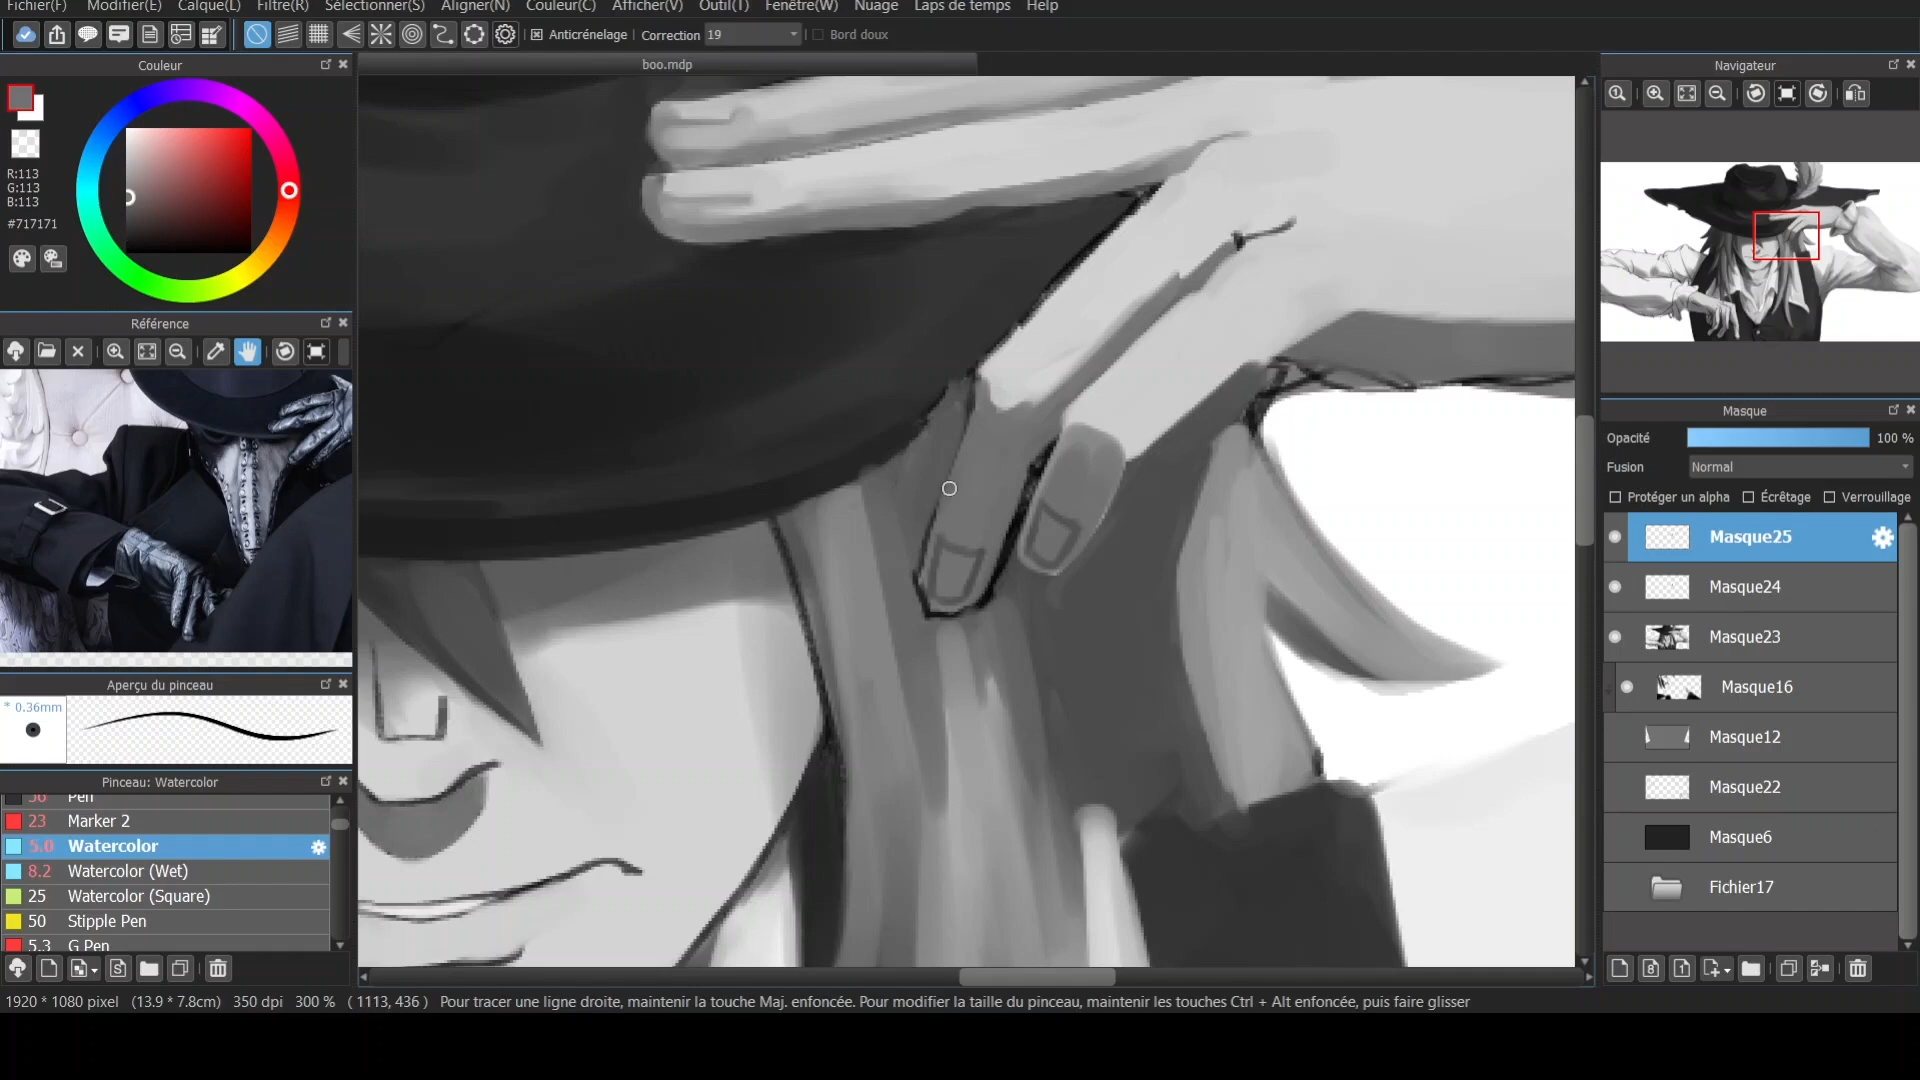 Fichier(F) Modifier(E) Calque(L) Filtre(R) Sélectionner(S) Aligner(N) Couleur(C) Afficher(V) Outil(T) Fenêtre(W) Nuage Laps de temps Help
Anticrénelage Correction 19 Bord doux
Couleur
boo.mdp
Navigateur
R:113
G:113
B:113
#717171
Référence
Masque
Opacité 100 %
Fusion Normal
Protéger un alpha Écrêtage Verrouillage
Masque25
Masque24
Masque23
Masque16
Masque12
Masque22
Masque6
Fichier17
Aperçu du pinceau
* 0.36mm
Pinceau: Watercolor
56 Pen
23 Marker 2
5.0 Watercolor
8.2 Watercolor (Wet)
25 Watercolor (Square)
50 Stipple Pen
5.3 G Pen
1920 * 1080 pixel (13.9 * 7.8cm) 350 dpi 300 % ( 1113, 436 ) Pour tracer une ligne droite, maintenir la touche Maj. enfoncée. Pour modifier la taille du pinceau, maintenir les touches Ctrl + Alt enfoncée, puis faire glisser